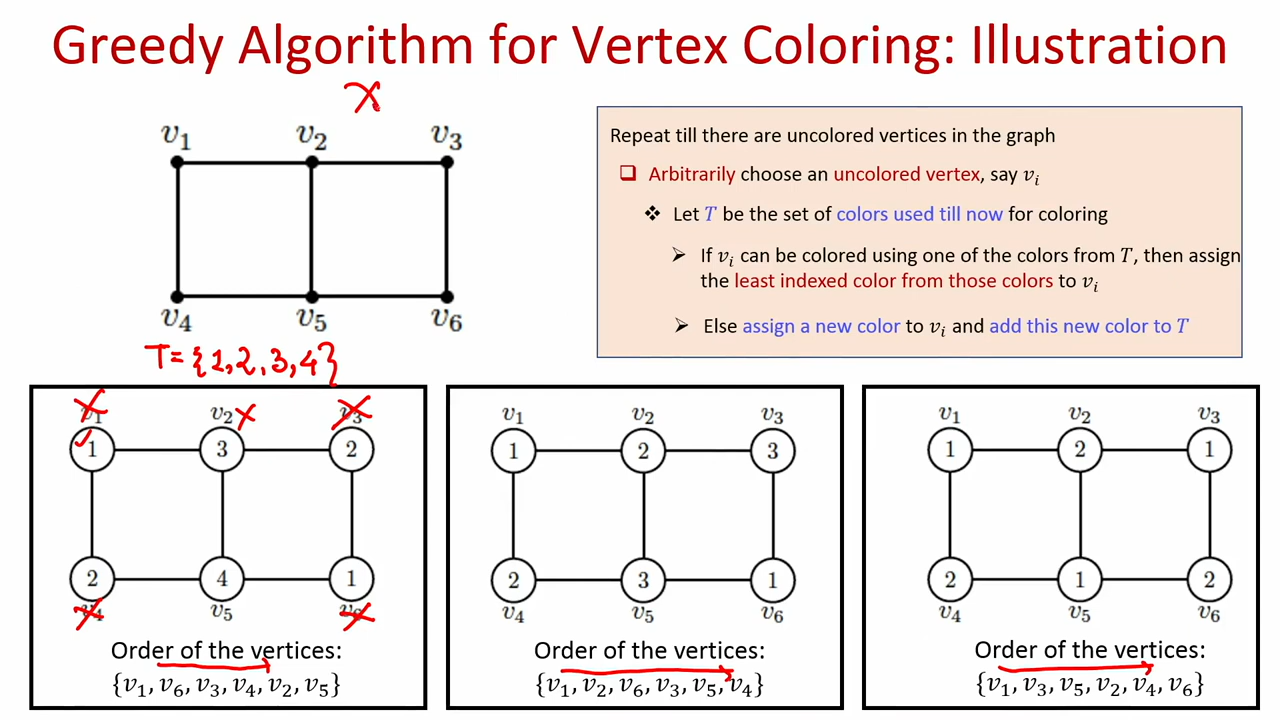 Greedy Algorithm for Vertex Coloring: Illustration
χ
v₁ v₂ v₃
v₄ v₅ v₆
T={1,2,3,4}
Repeat till there are uncolored vertices in the graph
❑ Arbitrarily choose an uncolored vertex, say vᵢ
❖ Let T be the set of colors used till now for coloring
➢ If vᵢ can be colored using one of the colors from T, then assign
the least indexed color from those colors to vᵢ
➢ Else assign a new color to vᵢ and add this new color to T
v₁ v₂ v₃
1 3 2
2 4 1
v₄ v₅ v₆
Order of the vertices:
{v₁, v₆, v₃, v₄, v₂, v₅}
v₁ v₂ v₃
1 2 3
2 3 1
v₄ v₅ v₆
Order of the vertices:
{v₁, v₂, v₆, v₃, v₅, v₄}
v₁ v₂ v₃
1 2 1
2 1 2
v₄ v₅ v₆
Order of the vertices:
{v₁, v₃, v₅, v₂, v₄, v₆}